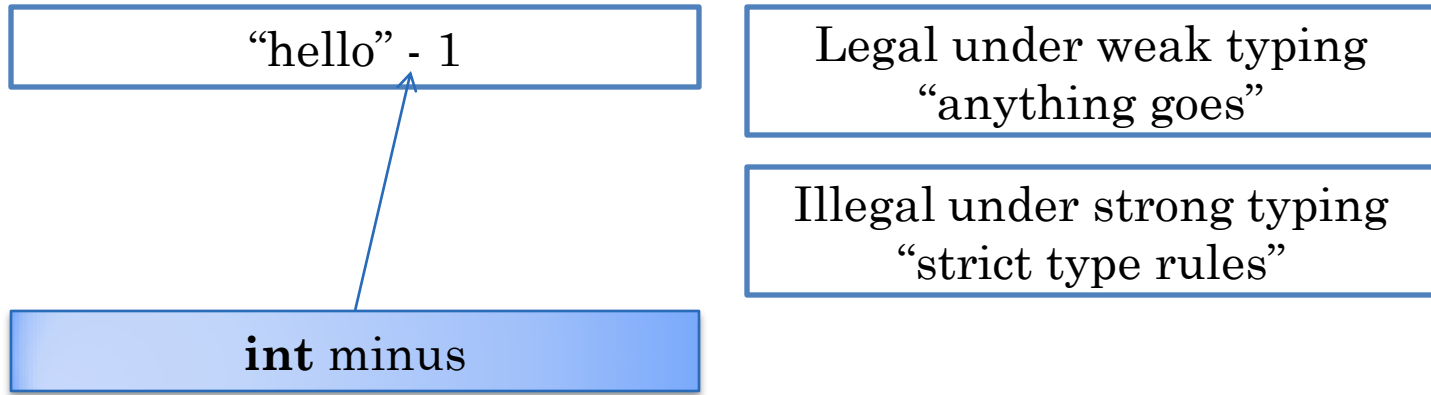 “hello” - 1
Legal under weak typing
“anything goes”
Illegal under strong typing
“strict type rules”
int minus